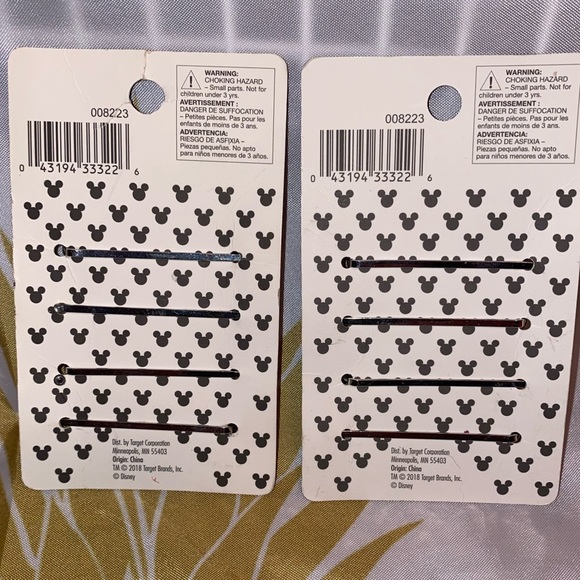 008223
0 43194 33322 6
WARNING:
CHOKING HAZARD
– Small parts. Not for
children under 3 yrs.
AVERTISSEMENT :
DANGER DE SUFFOCATION
– Petites pièces. Pas pour les
enfants de moins de 3 ans.
ADVERTENCIA:
RIESGO DE ASFIXIA –
Piezas pequeñas. No apto
para niños menores de 3 años.
Dist. by Target Corporation
Minneapolis, MN 55403
Origin: China
TM © 2018 Target Brands, Inc.
© Disney
008223
0 43194 33322 6
WARNING:
CHOKING HAZARD
– Small parts. Not for
children under 3 yrs.
AVERTISSEMENT :
DANGER DE SUFFOCATION
– Petites pièces. Pas pour les
enfants de moins de 3 ans.
ADVERTENCIA:
RIESGO DE ASFIXIA –
Piezas pequeñas. No apto
para niños menores de 3 años.
Dist. by Target Corporation
Minneapolis, MN 55403
Origin: China
TM © 2018 Target Brands, Inc.
© Disney